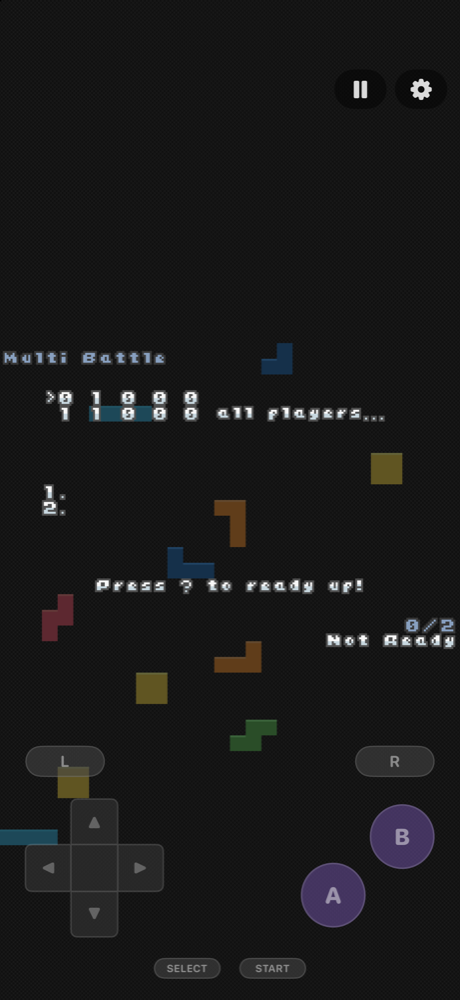 Multi Battle
>0 1 0 0 0
1 1 0 0 0 all players...
1.
2.
Press ? to ready up!
0/2
Not Ready
L
R
B
A
SELECT
START